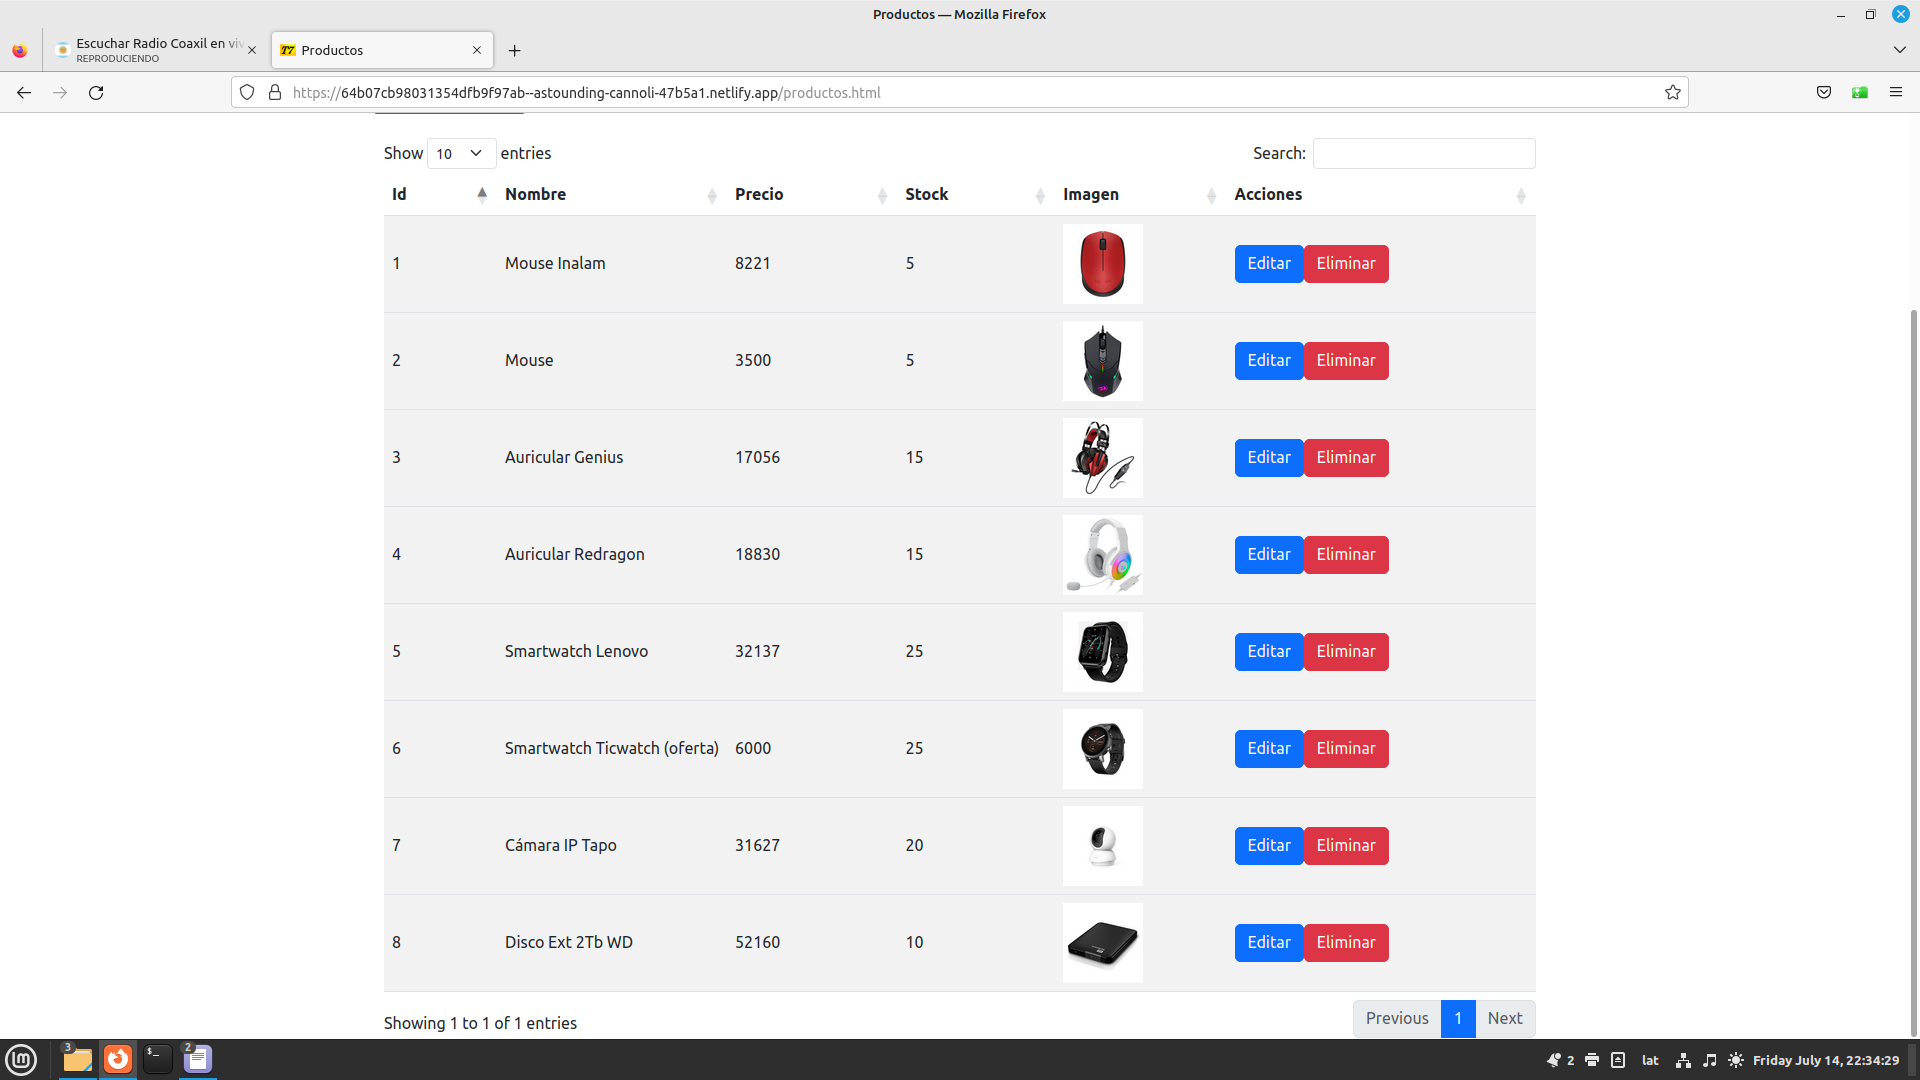 Productos — Mozilla Firefox
Escuchar Radio Coaxil en viv
REPRODUCIENDO
T7 Productos
https://64b07cb98031354dfb9f97ab--astounding-cannoli-47b5a1.netlify.app/productos.html
Show 10 entries Search:
Id Nombre Precio Stock Imagen Acciones
1 Mouse Inalam 8221 5 Editar Eliminar
2 Mouse 3500 5 Editar Eliminar
3 Auricular Genius 17056 15 Editar Eliminar
4 Auricular Redragon 18830 15 Editar Eliminar
5 Smartwatch Lenovo 32137 25 Editar Eliminar
6 Smartwatch Ticwatch (oferta) 6000 25 Editar Eliminar
7 Cámara IP Tapo 31627 20 Editar Eliminar
8 Disco Ext 2Tb WD 52160 10 Editar Eliminar
Showing 1 to 1 of 1 entries Previous 1 Next
3 $_ 2 2 lat Friday July 14, 22:34:29